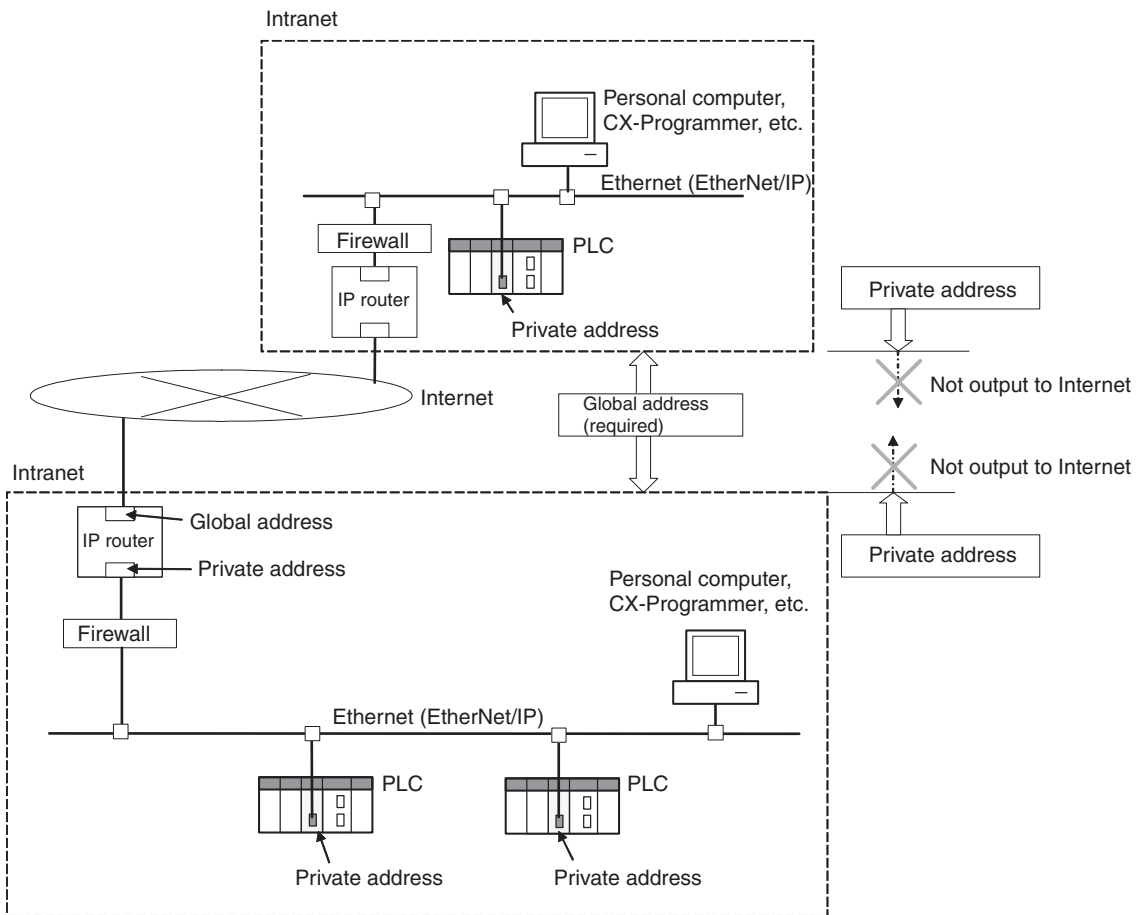 Intranet
Personal computer,
CX-Programmer, etc.
Ethernet (EtherNet/IP)
Firewall
PLC
IP router
Private address
Private address
Not output to Internet
Internet
Global address
(required)
Not output to Internet
Private address
Intranet
Global address
IP router
Private address
Personal computer,
CX-Programmer, etc.
Firewall
Ethernet (EtherNet/IP)
PLC
PLC
Private address
Private address